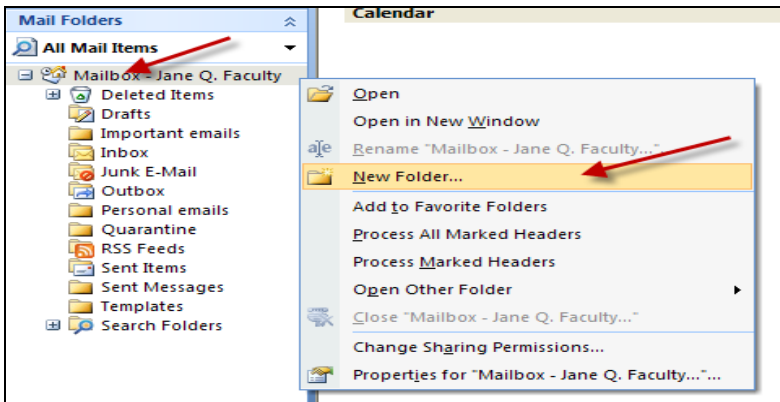 Mail Folders
All Mail Items
Mailbox - Jane Q. Faculty
Deleted Items
Drafts
Important emails
Inbox
Junk E-Mail
Outbox
Personal emails
Quarantine
RSS Feeds
Sent Items
Sent Messages
Templates
Search Folders
Calendar
Open
Open in New Window
Rename "Mailbox - Jane Q. Faculty..."...
New Folder...
Add to Favorite Folders
Process All Marked Headers
Process Marked Headers
Open Other Folder
Close "Mailbox - Jane Q. Faculty..."
Change Sharing Permissions...
Properties for "Mailbox - Jane Q. Faculty..."...